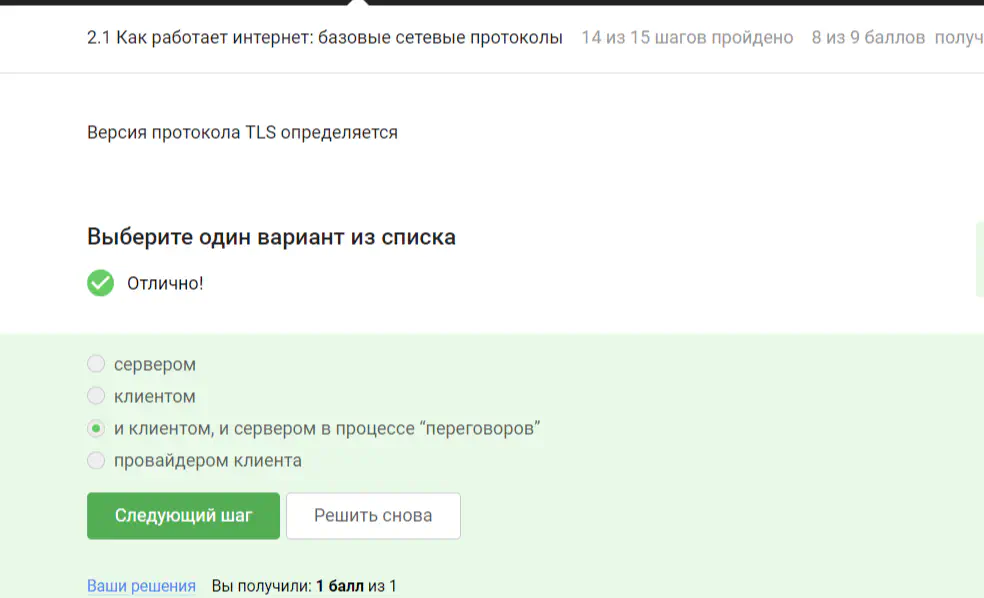 2.1 Как работает интернет: базовые сетевые протоколы 14 из 15 шагов пройдено 8 из 9 баллов получ
Версия протокола TLS определяется
Выберите один вариант из списка
Отлично!
сервером
клиентом
и клиентом, и сервером в процессе “переговоров”
провайдером клиента
Следующий шаг Решить снова
Ваши решения Вы получили: 1 балл из 1